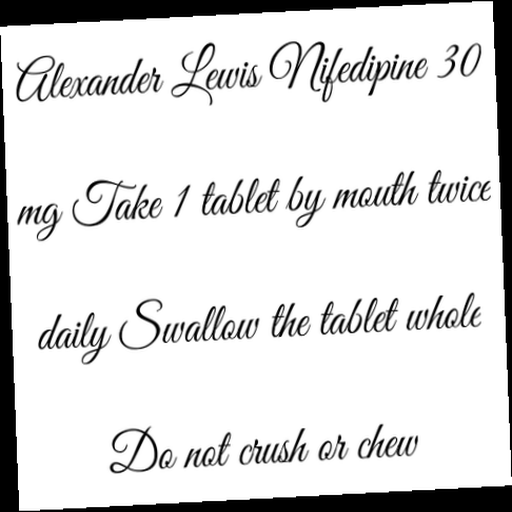 Alexander Lewis Nifedipine 30
mg Take 1 tablet by mouth twice
daily Swallow the tablet whole
Do not crush or chew